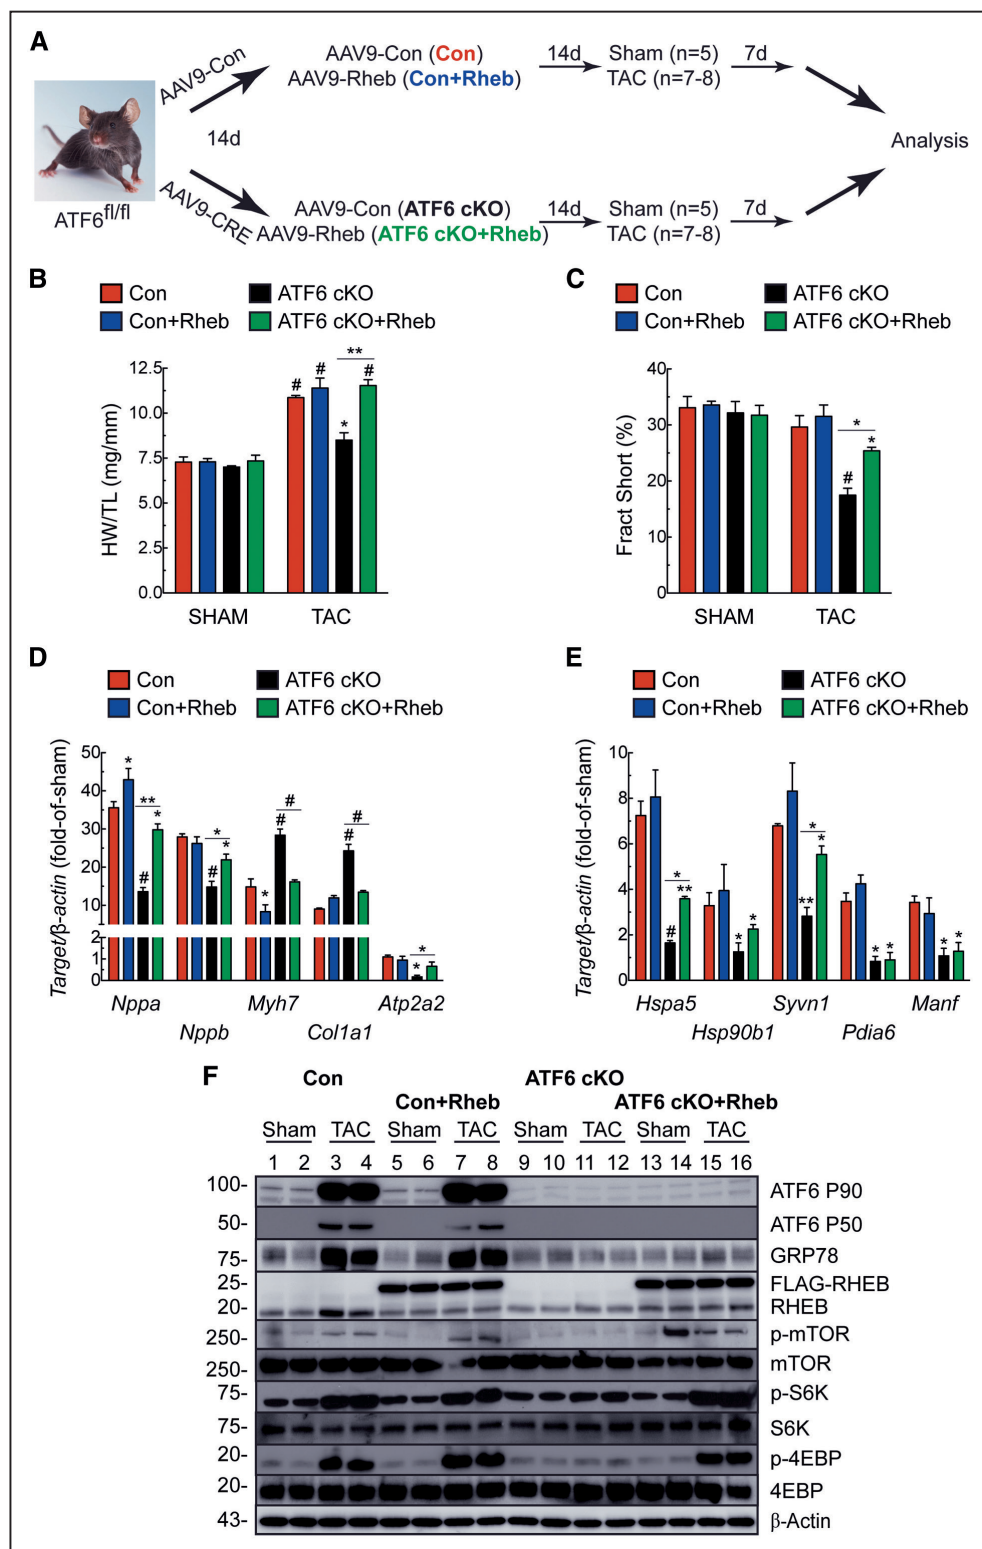 A
AAV9-Con
AAV9-Con (Con)
AAV9-Rheb (Con+Rheb)
14d
Sham (n=5)
TAC (n=7-8)
7d
14d
Analysis
ATF6fl/fl
AAV9-CRE
AAV9-Con (ATF6 cKO)
AAV9-Rheb (ATF6 cKO+Rheb)
14d
Sham (n=5)
TAC (n=7-8)
7d
B
Con
ATF6 cKO
Con+Rheb
ATF6 cKO+Rheb
HW/TL (mg/mm)
12.5
10.0
7.5
5.0
2.5
0.0
# # * ** #
SHAM TAC
C
Con
ATF6 cKO
Con+Rheb
ATF6 cKO+Rheb
Fract Short (%)
40
30
20
10
0
# * *
SHAM TAC
D
Con
ATF6 cKO
Con+Rheb
ATF6 cKO+Rheb
Target/β-actin (fold-of-sham)
50
40
30
20
10
2
1
0
* ** # * # * * * # # # # * *
Nppa Myh7 Atp2a2
Nppb Col1a1
E
Con
ATF6 cKO
Con+Rheb
ATF6 cKO+Rheb
Target/β-actin (fold-of-sham)
10
8
6
4
2
0
# * ** * * ** * * * * * *
Hspa5 Syvn1 Manf
Hsp90b1 Pdia6
F
Con ATF6 cKO
Con+Rheb ATF6 cKO+Rheb
Sham TAC Sham TAC Sham TAC Sham TAC
1 2 3 4 5 6 7 8 9 10 11 12 13 14 15 16
100- ATF6 P90
50- ATF6 P50
75- GRP78
25- FLAG-RHEB
20- RHEB
250- p-mTOR
250- mTOR
75- p-S6K
75- S6K
20- p-4EBP
20- 4EBP
43- β-Actin